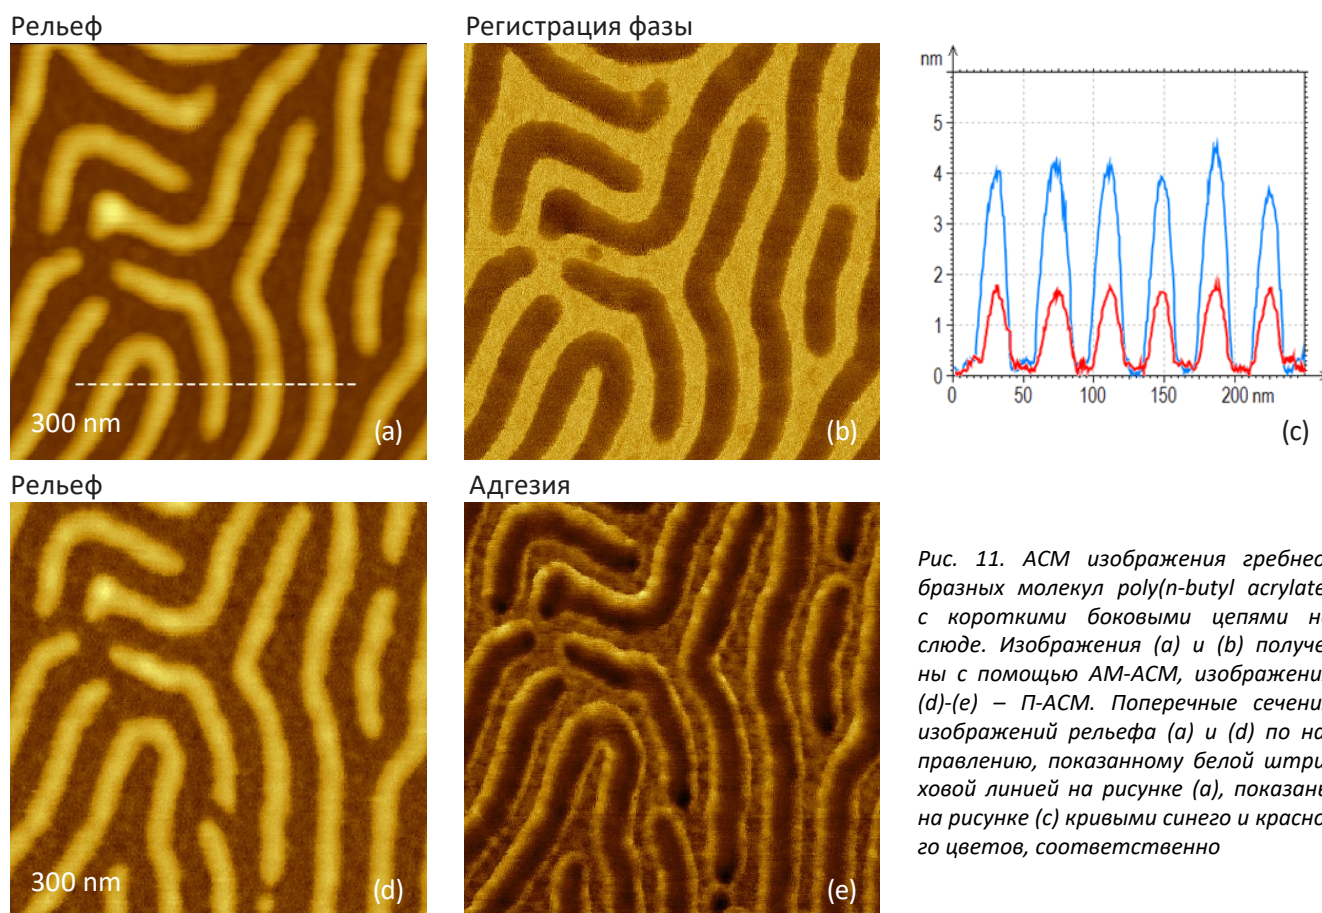 Рельеф
Регистрация фазы
300 nm
(a)
(b)
nm
5
4
3
2
1
0
0 50 100 150 200 nm
(c)
Рельеф
Адгезия
300 nm
(d)
(e)
Рис. 11. АСМ изображения гребнес
бразных молекул poly(n-butyl acrylate
с короткими боковыми цепями н
слюде. Изображения (a) и (b) получе
ны с помощью АМ-АСМ, изображени
(d)-(e) – П-АСМ. Поперечные сечени
изображений рельефа (a) и (d) по на
правлению, показанному белой штри
ховой линией на рисунке (a), показань
на рисунке (c) кривыми синего и красно
го цветов, соответственно